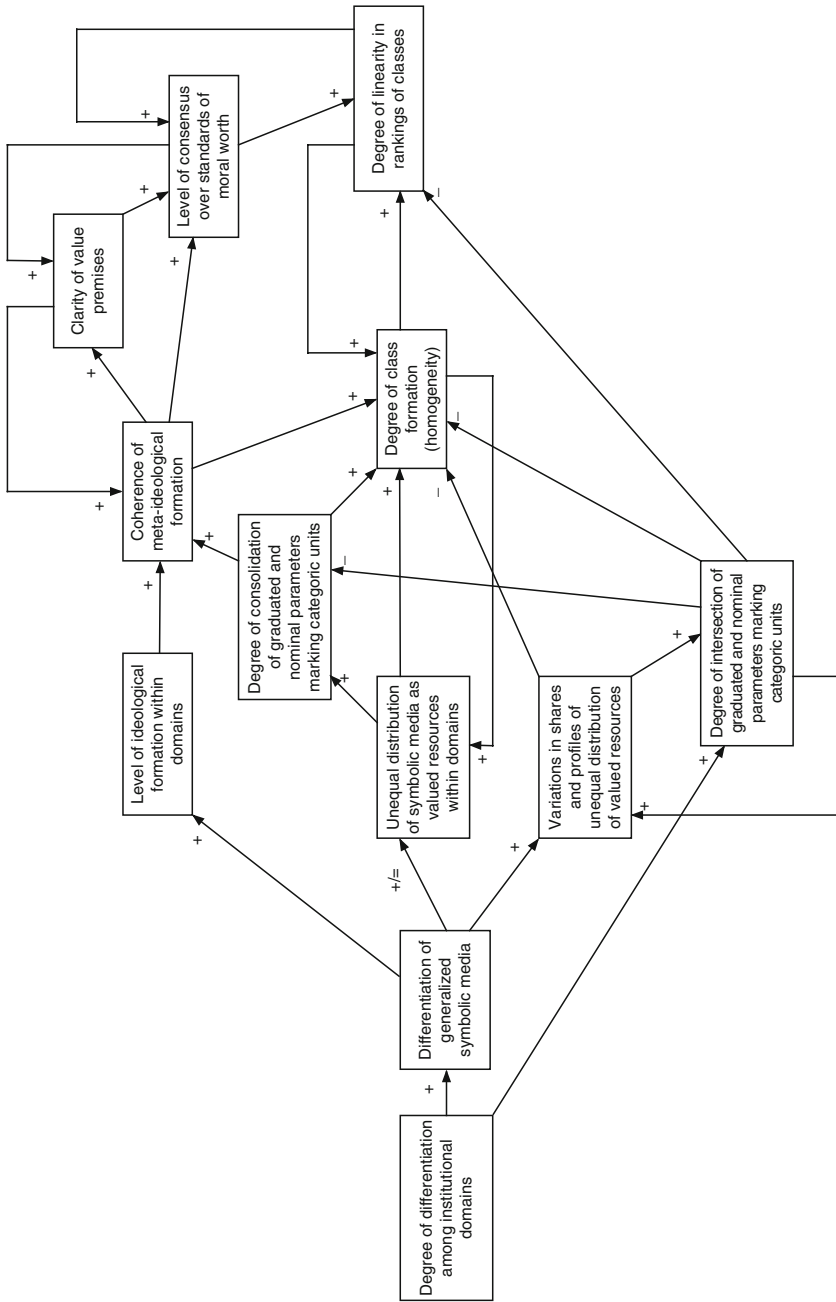 Degree of differentiation
among institutional
domains
+
Differentiation of
generalized
symbolic media
+
+/=
+
+
Level of ideological
formation within
domains
+
Unequal distribution
of symbolic media as
valued resources
within domains
+
+
+
Variations in shares
and profiles of
unequal distribution
of valued resources
+
+
–
Degree of intersection of
graduated and nominal
parameters marking
categoric units
+
–
–
–
Degree of consolidation
of graduated and
nominal parameters
marking categoric units
+
+
Coherence of
meta-ideological
formation
+
+
+
+
Degree of class
formation
(homogeneity)
+
+
Clarity of value
premises
+
+
Level of consensus
over standards of
moral worth
+
+
Degree of linearity in
rankings of classes